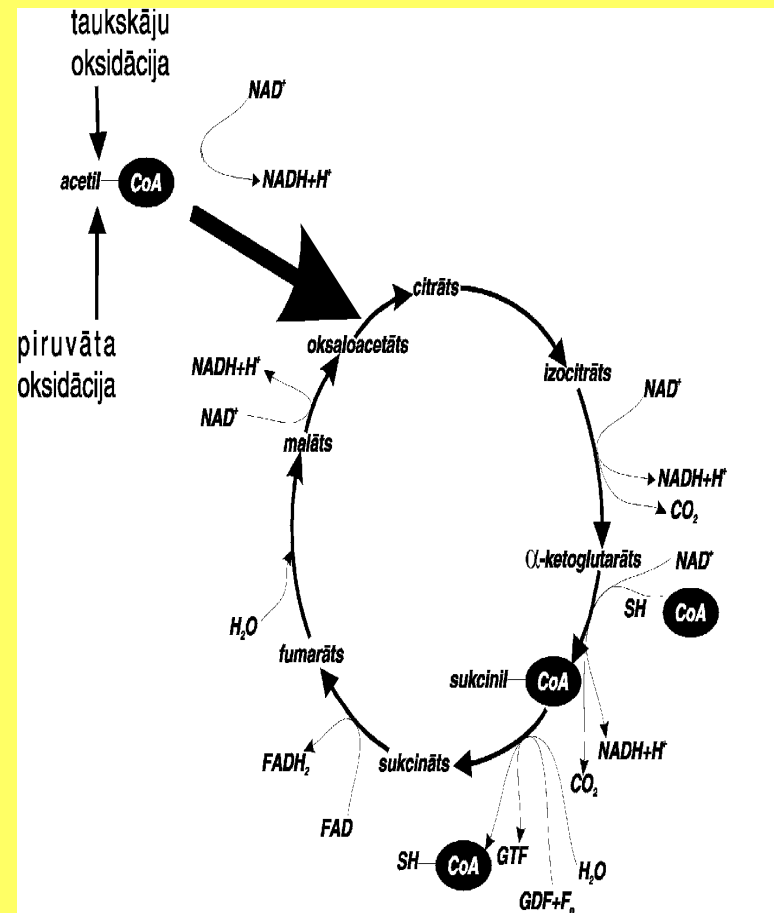 taukskāju
oksidācija
NAD⁺
acetil CoA
NADH+H⁺
piruvāta
oksidācija
citrāts
oksaloacetāts
izocitrāts
NADH+H⁺
NAD⁺
NAD⁺
malāts
NADH+H⁺
CO₂
α-ketoglutarāts
NAD⁺
SH CoA
H₂O
fumarāts
sukcinil CoA
NADH+H⁺
FADH₂
sukcināts
CO₂
FAD
SH CoA
GTF
H₂O
GDF+Fₙ